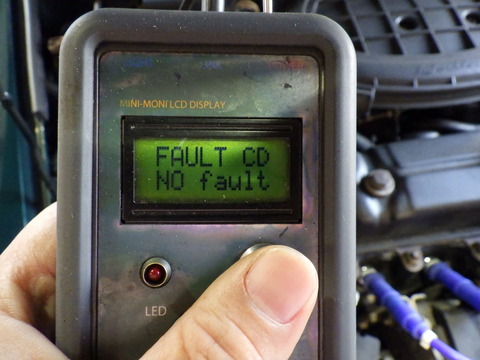 MINI-MONI LCD DISPLAY
FAULT CD
NO fault
LED